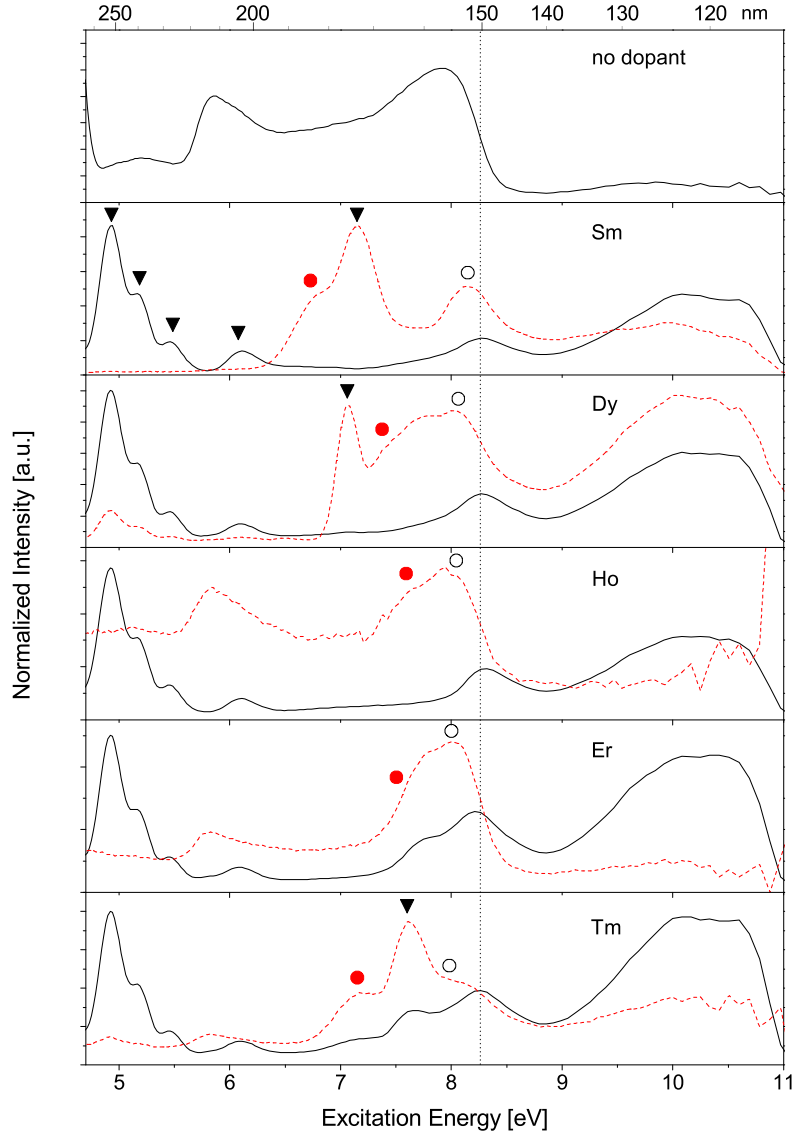 250 200 150 140 130 120 nm
no dopant
Sm
Dy
Ho
Er
Tm
Normalized Intensity [a.u.]
5 6 7 8 9 10 11
Excitation Energy [eV]